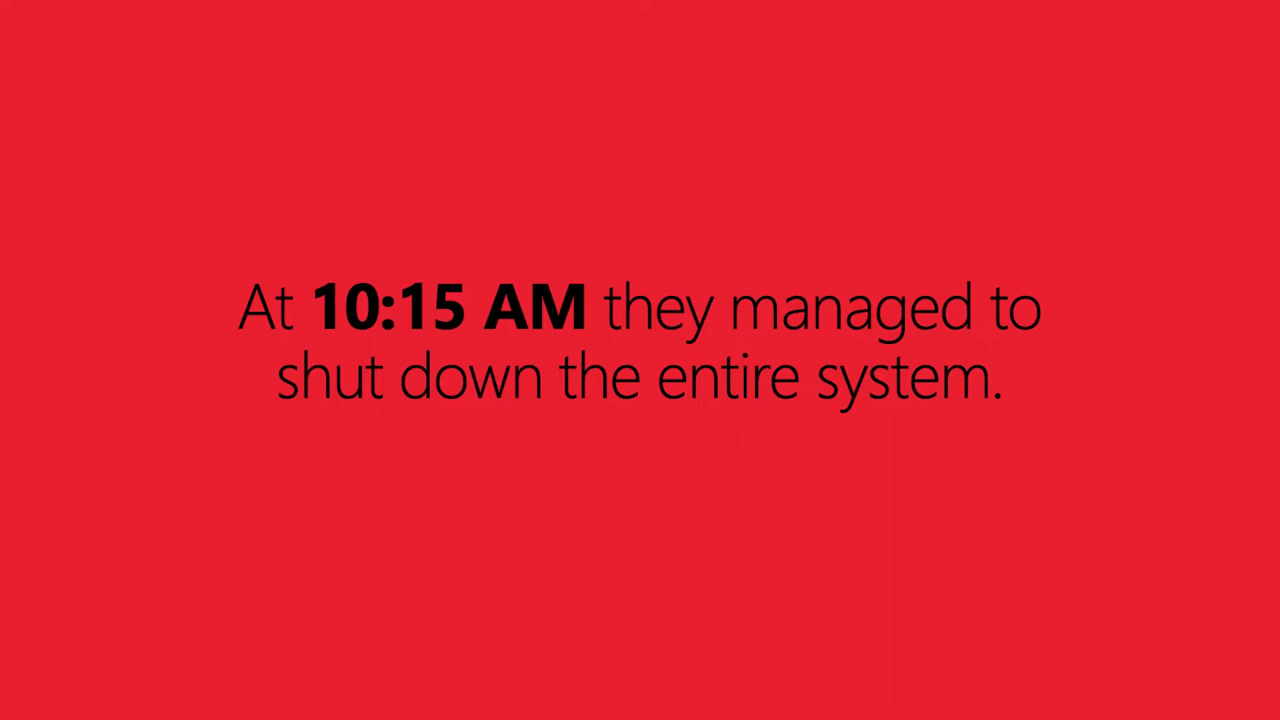 At 10:15 AM they managed to
shut down the entire system.